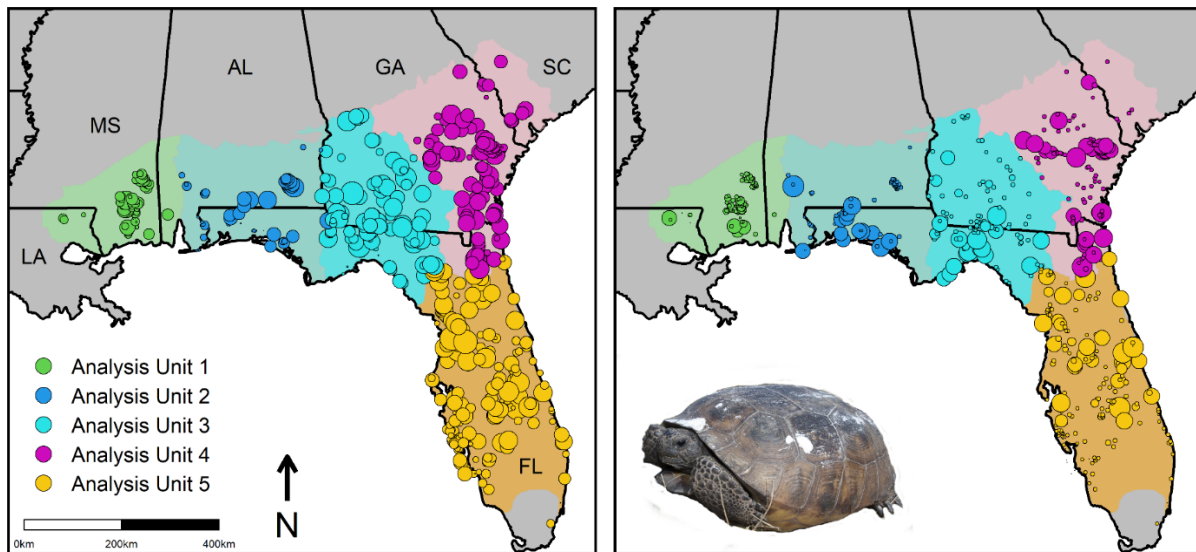 AL
GA
SC
MS
LA
Analysis Unit 1
Analysis Unit 2
Analysis Unit 3
Analysis Unit 4
Analysis Unit 5
FL
N
0km
200km
400km